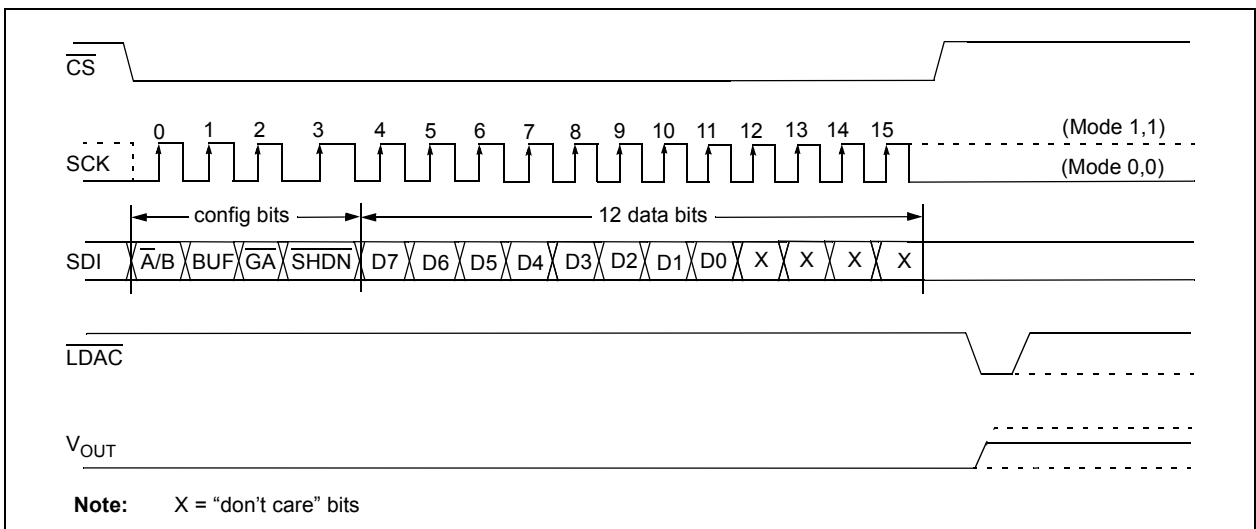 CS
0 1 2 3 4 5 6 7 8 9 10 11 12 13 14 15 (Mode 1,1)
SCK
(Mode 0,0)
config bits 12 data bits
SDI A/B BUF GA SHDN D7 D6 D5 D4 D3 D2 D1 D0 X X X X
LDAC
VOUT
Note: X = “don’t care” bits